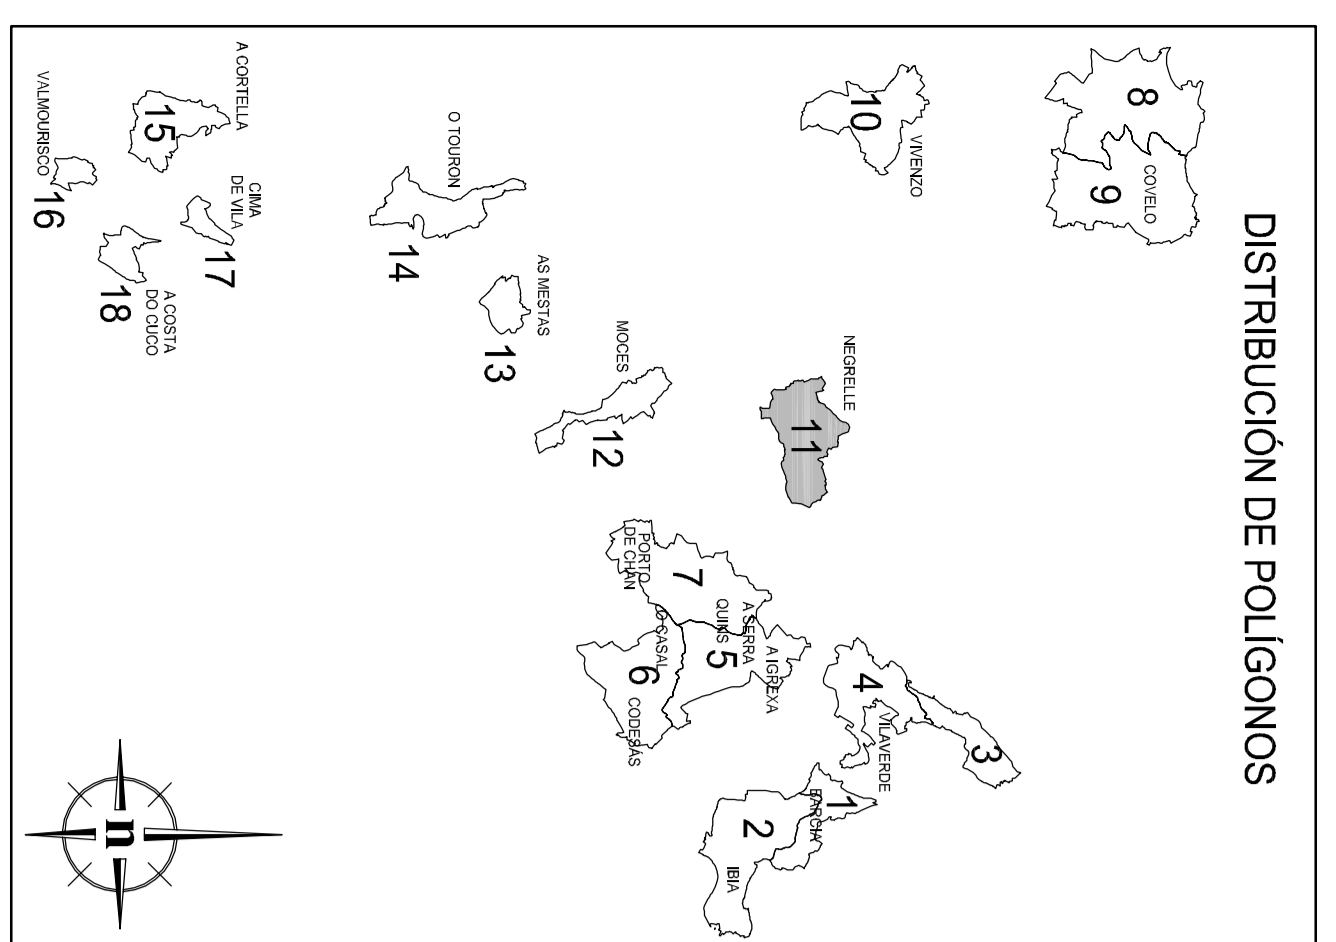 DISTRIBUCIÓN DE POLÍGONOS
8
COVELO
9
VIVENZO
10
NEGRELLE
11
3
4
VILAVERDE
1
BARCIA
2
IBIA
A IGREXA
A SERRA
5
QUINS
7
PORTO
DE CHAN
O CASAL
6
CODESÁS
MOCES
12
AS MESTAS
13
O TOURON
14
A CORTELLA
15
CIMA
DE VILA
17
A COSTA
DO CUCO
18
VALMOURISCO
16
n